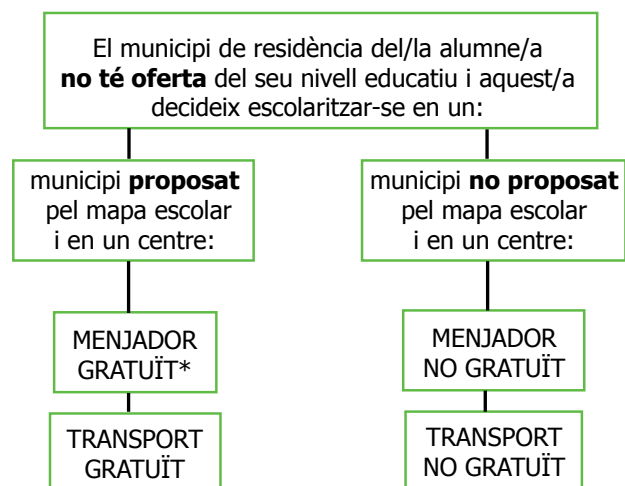 El municipi de residència del/la alumne/a
no té oferta del seu nivell educatiu i aquest/a
decideix escolaritzar-se en un:
municipi proposat
pel mapa escolar
i en un centre:
municipi no proposat
pel mapa escolar
i en un centre:
MENJADOR
GRATUÏT*
MENJADOR
NO GRATUÏT
TRANSPORT
GRATUÏT
TRANSPORT
NO GRATUÏT